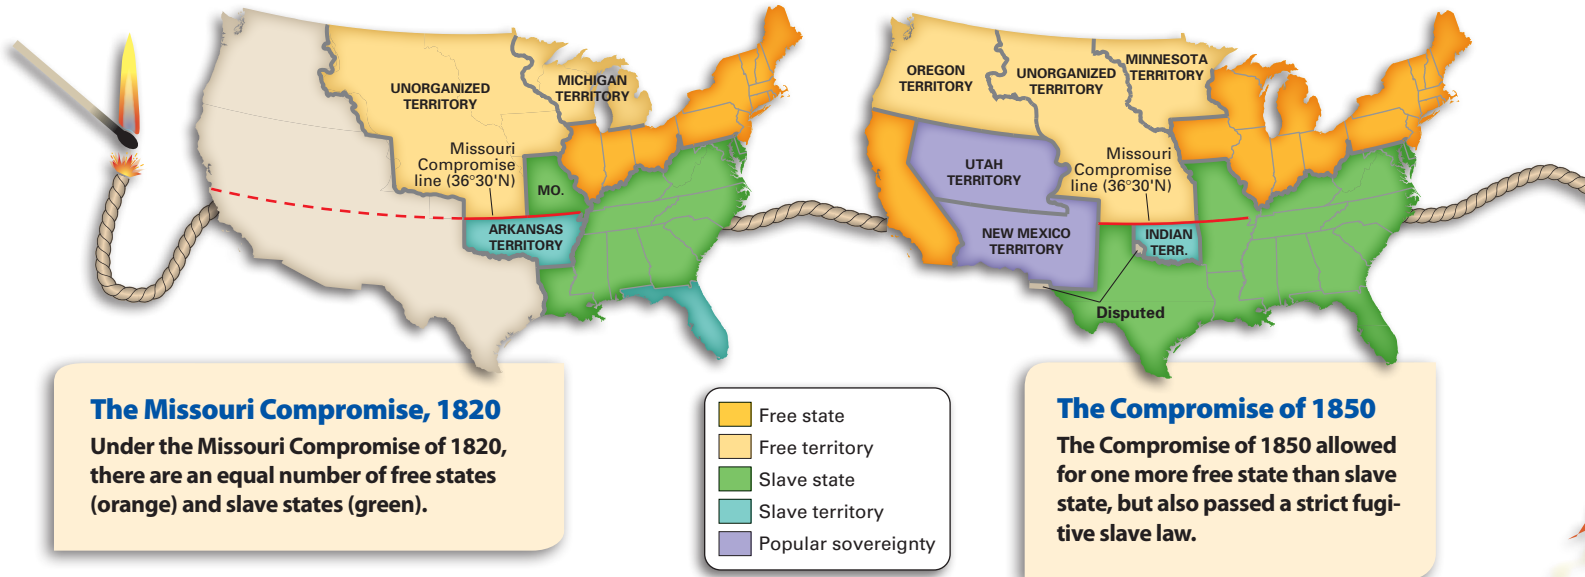 UNORGANIZED
TERRITORY
MICHIGAN
TERRITORY
Missouri
Compromise
line (36°30'N)
MO.
ARKANSAS
TERRITORY
The Missouri Compromise, 1820
Under the Missouri Compromise of 1820,
there are an equal number of free states
(orange) and slave states (green).
Free state
Free territory
Slave state
Slave territory
Popular sovereignty
OREGON
TERRITORY
UNORGANIZED
TERRITORY
MINNESOTA
TERRITORY
UTAH
TERRITORY
Missouri
Compromise
line (36°30'N)
NEW MEXICO
TERRITORY
INDIAN
TERR.
Disputed
The Compromise of 1850
The Compromise of 1850 allowed
for one more free state than slave
state, but also passed a strict fugi-
tive slave law.